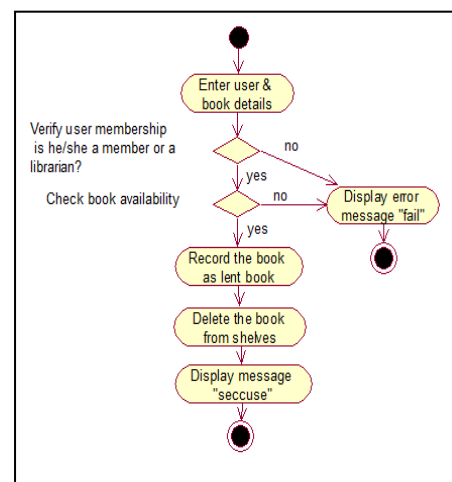 Enter user &
book details
Verify user membership
is he/she a member or a
librarian?
no
yes
Check book availability
no
Display error
message "fail"
yes
Record the book
as lent book
Delete the book
from shelves
Display message
"seccuse"